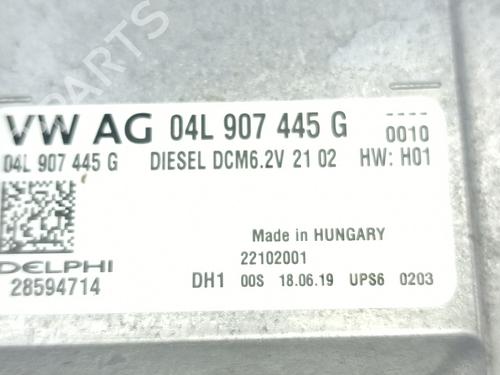 VW AG 04L 907 445 G
0010
04L 907 445 G DIESEL DCM6.2V 21 02 HW: H01
Made in HUNGARY
22102001
DELPHI
28594714
DH1 00S 18.06.19 UPS6 0203